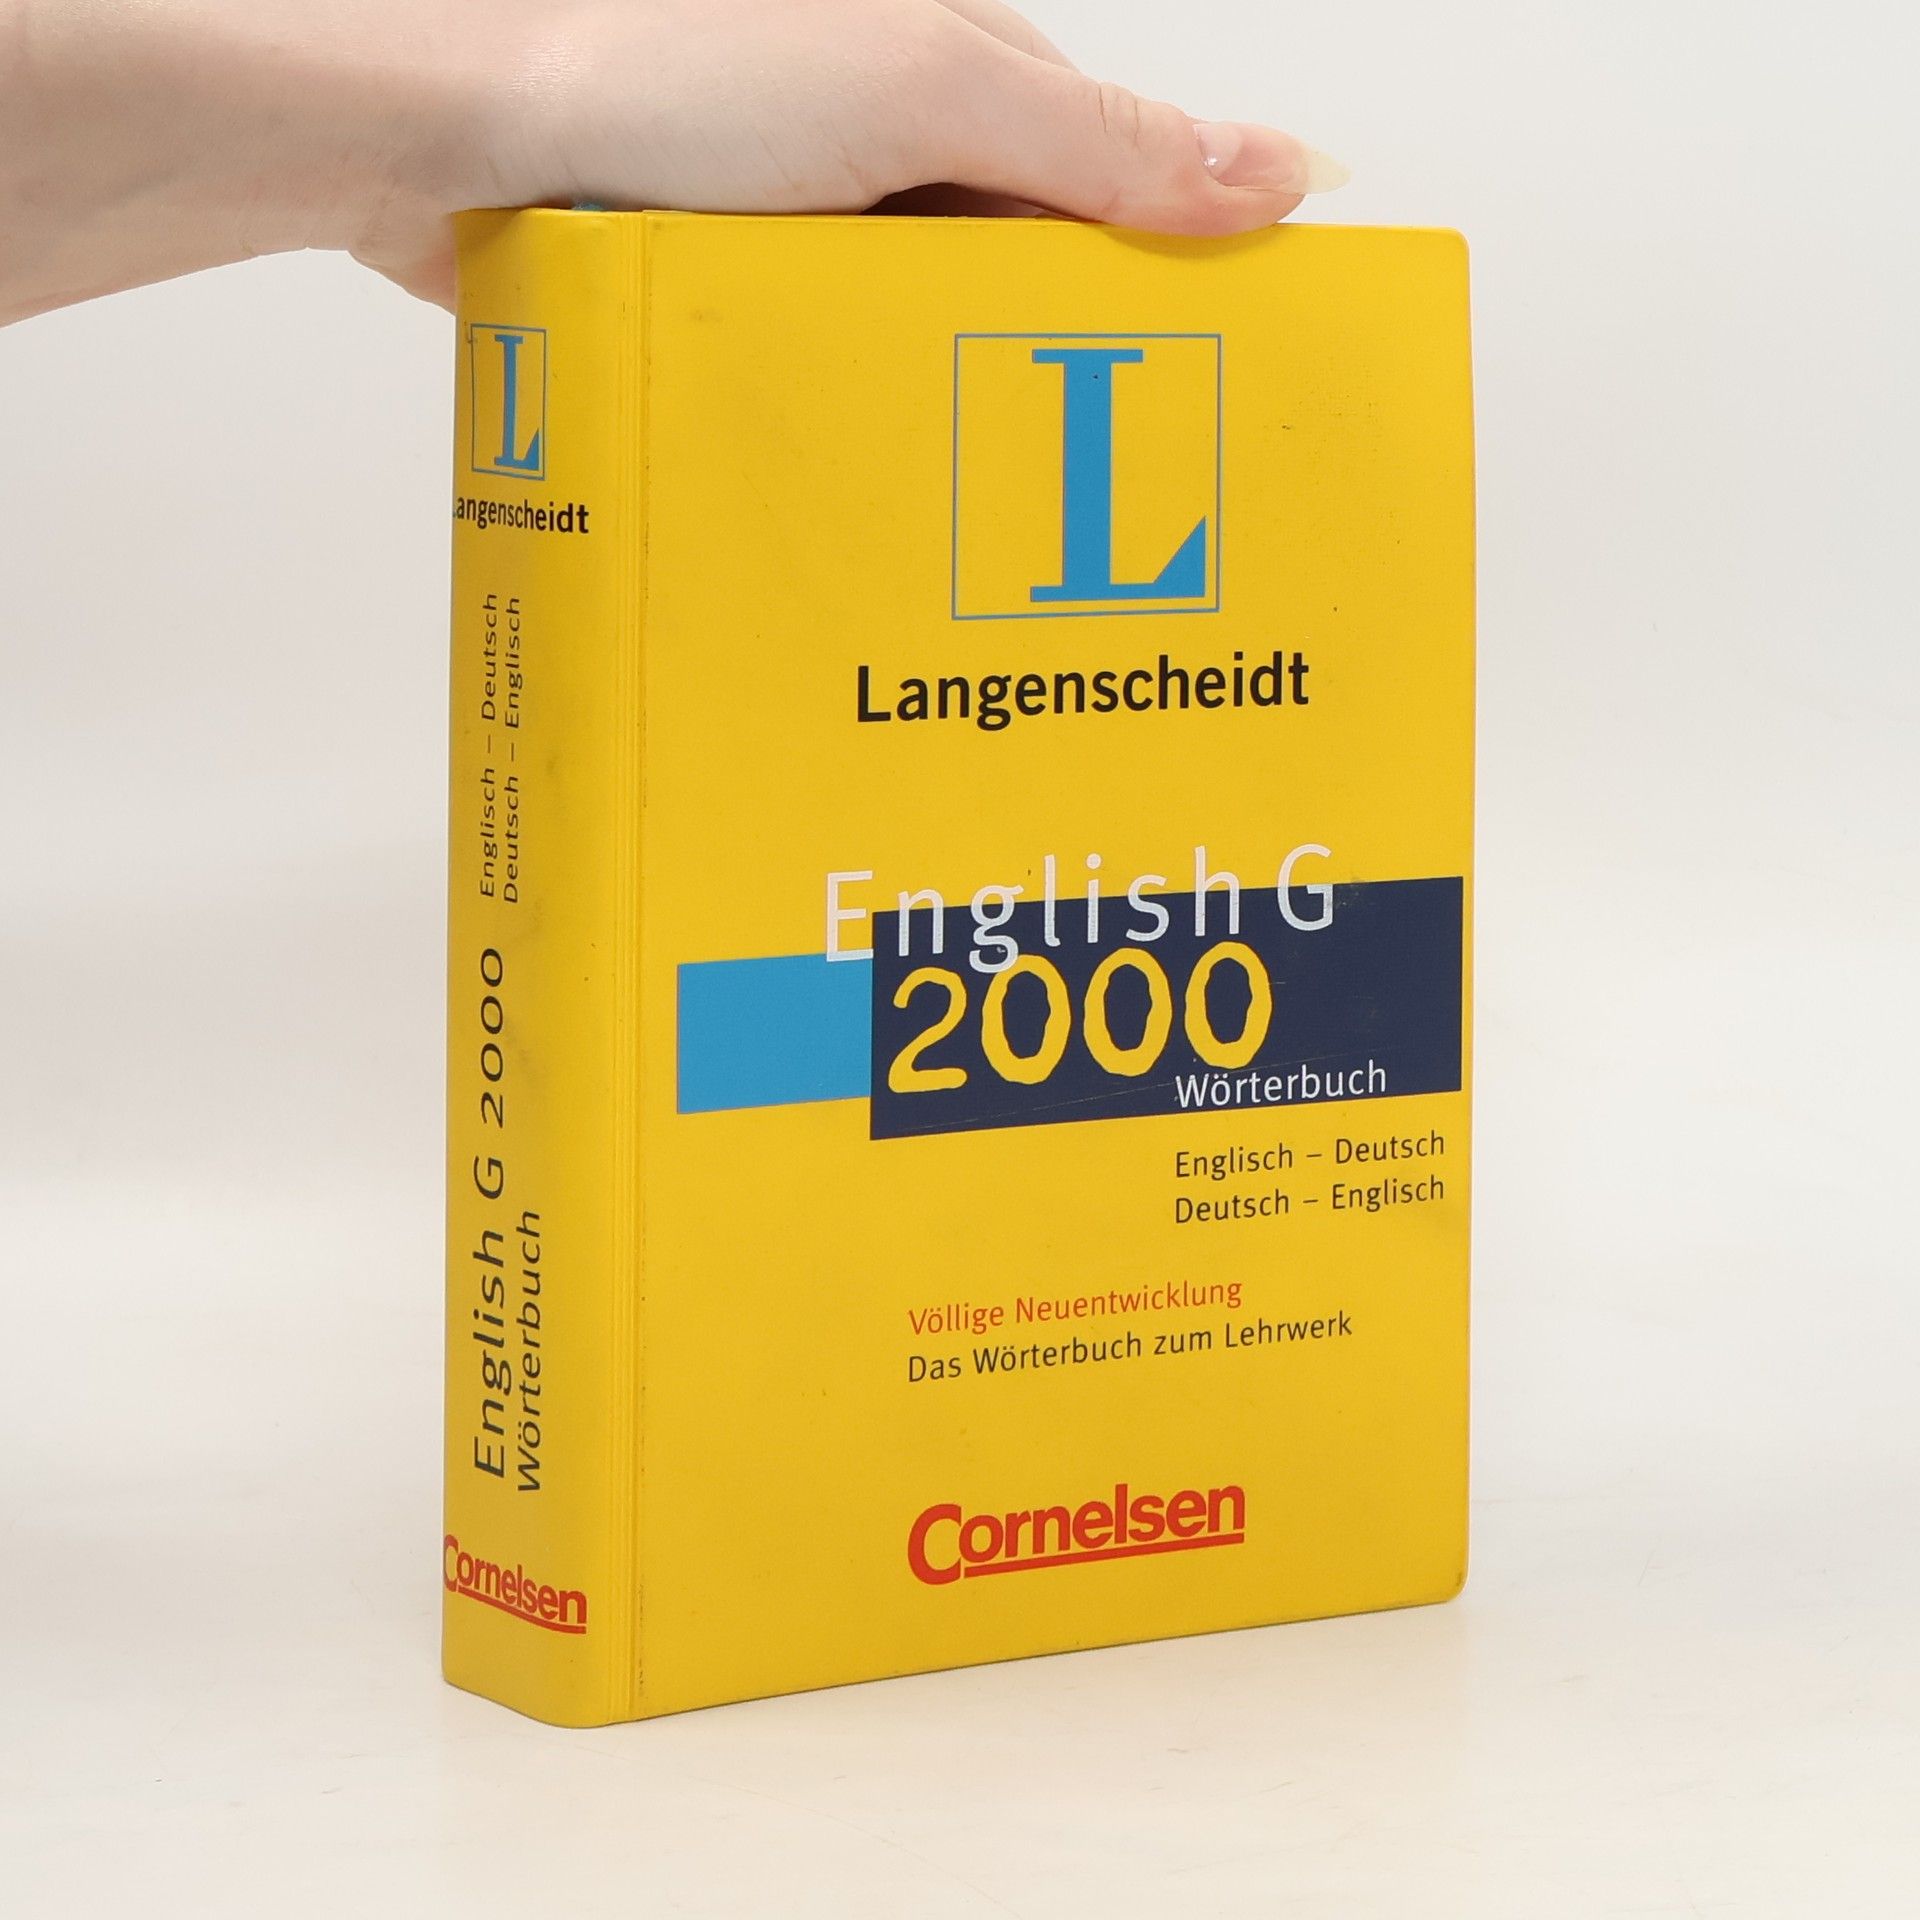 L
Langenscheidt
Englisch – Deutsch
Deutsch – Englisch
English G 2000
Wörterbuch
Cornelsen
L
Langenscheidt
English G
2000
Wörterbuch
Englisch – Deutsch
Deutsch – Englisch
Völlige Neuentwicklung
Das Wörterbuch zum Lehrwerk
Cornelsen